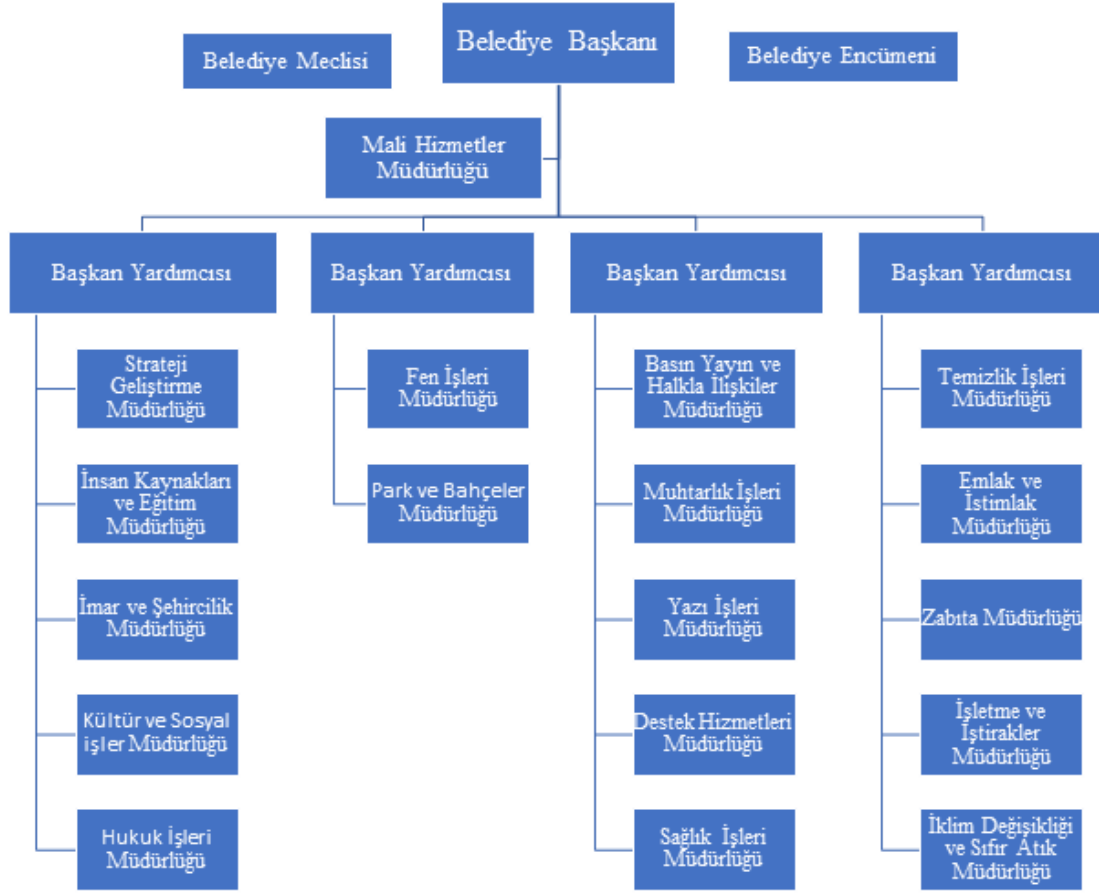 Belediye Başkanı
Belediye Meclisi
Belediye Encümeni
Mali Hizmetler
Müdürlüğü
Başkan Yardımcısı
Başkan Yardımcısı
Başkan Yardımcısı
Başkan Yardımcısı
Strateji
Geliştirme
Müdürlüğü
İnsan Kaynakları
ve Eğitim
Müdürlüğü
İmar ve Şehircilik
Müdürlüğü
Kültür ve Sosyal
işler Müdürlüğü
Hukuk İşleri
Müdürlüğü
Fen İşleri
Müdürlüğü
Park ve Bahçeler
Müdürlüğü
Basın Yayın ve
Halkla İlişkiler
Müdürlüğü
Muhtarlık İşleri
Müdürlüğü
Yazı İşleri
Müdürlüğü
Destek Hizmetleri
Müdürlüğü
Sağlık İşleri
Müdürlüğü
Temizlik İşleri
Müdürlüğü
Emlak ve
İstimlak
Müdürlüğü
Zabıta Müdürlüğü
İşletme ve
İştirakler
Müdürlüğü
İklim Değişikliği
ve Sıfır Atık
Müdürlüğü